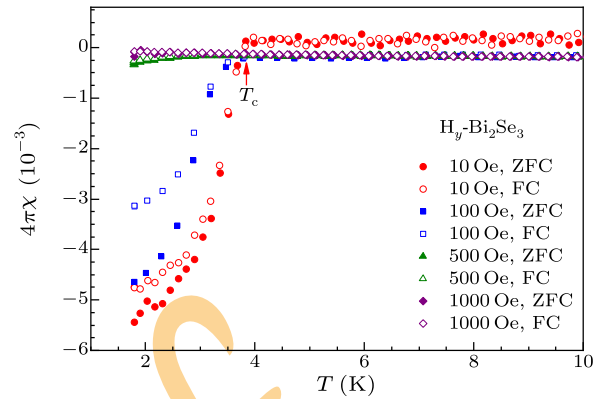 0
−1
−2
−3
−4
−5
−6
4πχ (10⁻³)
2
4
6
8
10
T (K)
T_c
H_y-Bi₂Se₃
10 Oe, ZFC
10 Oe, FC
100 Oe, ZFC
100 Oe, FC
500 Oe, ZFC
500 Oe, FC
1000 Oe, ZFC
1000 Oe, FC